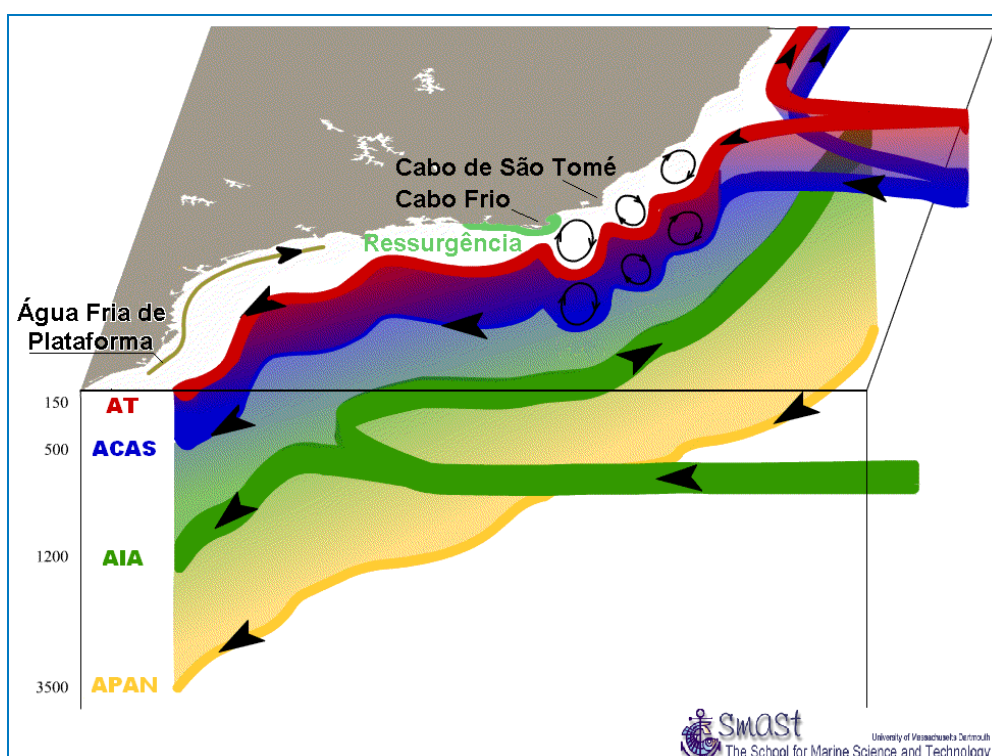 Cabo de São Tomé
Cabo Frio
Ressurgência
Água Fria de
Plataforma
150
AT
500
ACAS
1200
AIA
3500
APAN
SMAST
University of Massachusetts Dartmouth
The School for Marine Science and Technology